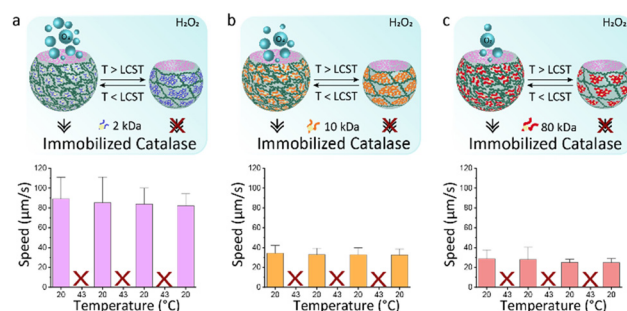 a
H₂O₂
O₂
T > LCST
T < LCST
2 kDa
Immobilized Catalase
Speed (µm/s)
120
100
80
60
40
20
0
20 43 20 43 20 43 20
Temperature (°C)
b
H₂O₂
O₂
T > LCST
T < LCST
10 kDa
Immobilized Catalase
Speed (µm/s)
120
100
80
60
40
20
0
20 43 20 43 20 43 20
Temperature (°C)
c
H₂O₂
O₂
T > LCST
T < LCST
80 kDa
Immobilized Catalase
Speed (µm/s)
120
100
80
60
40
20
0
20 43 20 43 20 43 20
Temperature (°C)